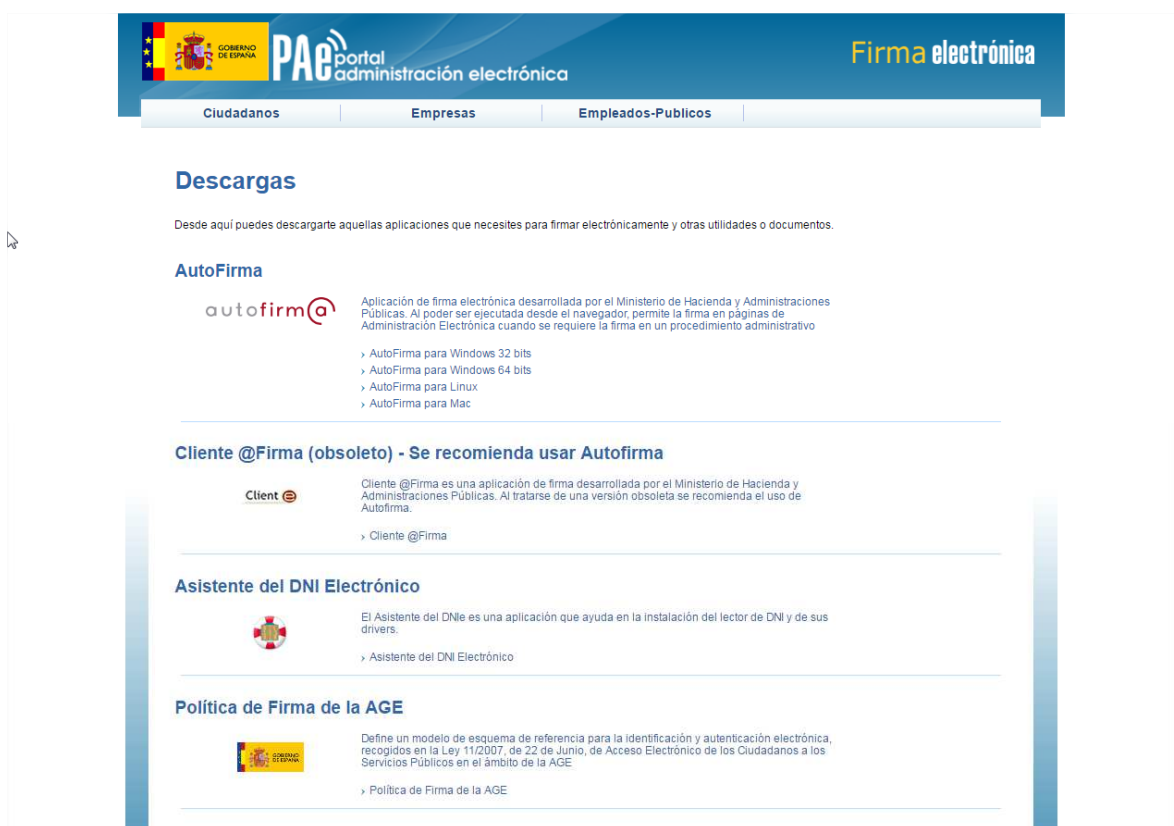 GOBIERNO
DE ESPAÑA
PAe portal
administración electrónica
Firma electrónica
Ciudadanos
Empresas
Empleados-Publicos
Descargas
Desde aquí puedes descargarte aquellas aplicaciones que necesites para firmar electrónicamente y otras utilidades o documentos.
AutoFirma
autofirm@
Aplicación de firma electrónica desarrollada por el Ministerio de Hacienda y Administraciones
Públicas. Al poder ser ejecutada desde el navegador, permite la firma en páginas de
Administración Electrónica cuando se requiere la firma en un procedimiento administrativo
› AutoFirma para Windows 32 bits
› AutoFirma para Windows 64 bits
› AutoFirma para Linux
› AutoFirma para Mac
Cliente @Firma (obsoleto) - Se recomienda usar Autofirma
Client e
Cliente @Firma es una aplicación de firma desarrollada por el Ministerio de Hacienda y
Administraciones Públicas. Al tratarse de una versión obsoleta se recomienda el uso de
Autofirma.
› Cliente @Firma
Asistente del DNI Electrónico
El Asistente del DNIe es una aplicación que ayuda en la instalación del lector de DNI y de sus
drivers.
› Asistente del DNI Electrónico
Política de Firma de la AGE
GOBIERNO
DE ESPAÑA
Define un modelo de esquema de referencia para la identificación y autenticación electrónica,
recogidos en la Ley 11/2007, de 22 de Junio, de Acceso Electrónico de los Ciudadanos a los
Servicios Públicos en el ámbito de la AGE
› Política de Firma de la AGE